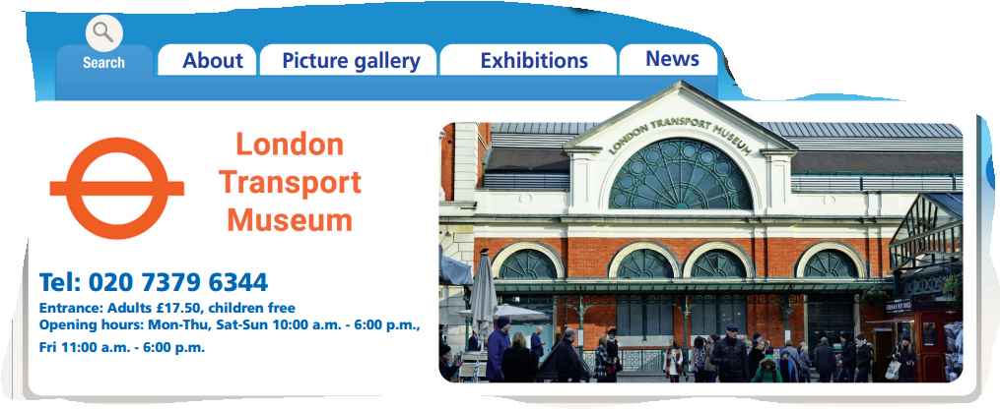 Search
About
Picture gallery
Exhibitions
News
London
Transport
Museum
LONDON TRANSPORT MUSEUM
Tel: 020 7379 6344
Entrance: Adults £17.50, children free
Opening hours: Mon-Thu, Sat-Sun 10:00 a.m. - 6:00 p.m.,
Fri 11:00 a.m. - 6:00 p.m.